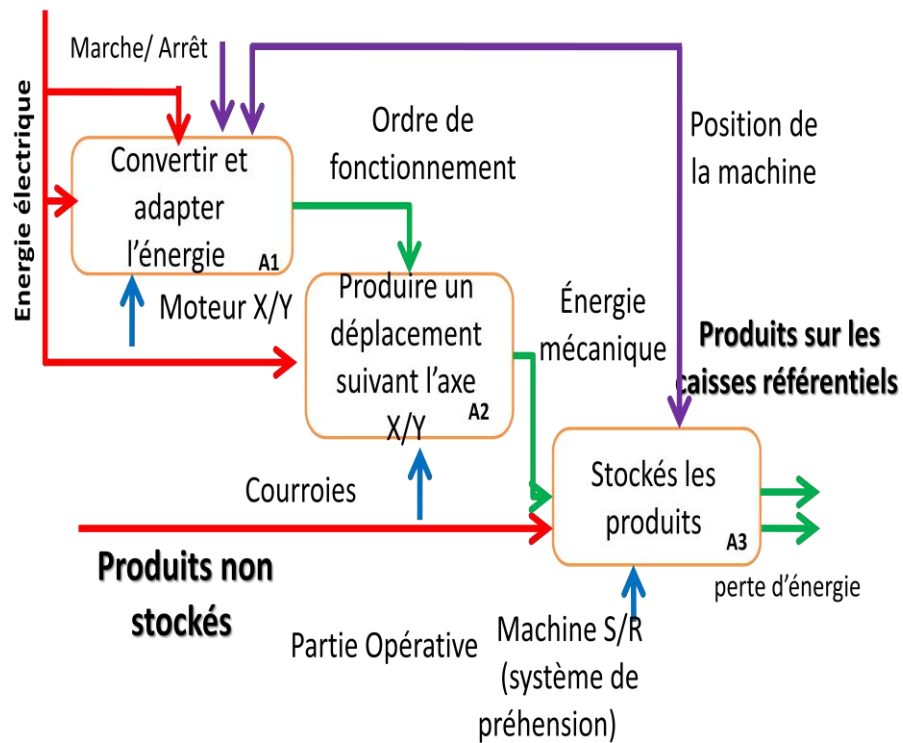 Marche/ Arrêt
Energie électrique
Convertir et
adapter
l’énergie
A1
Ordre de
fonctionnement
Position de
la machine
Moteur X/Y
Produire un
déplacement
suivant l’axe
X/Y
A2
Énergie
mécanique
Produits sur les
caisses référentiels
Courroies
Stockés les
produits
A3
Produits non
stockés
perte d’énergie
Partie Opérative
Machine S/R
(système de
préhension)